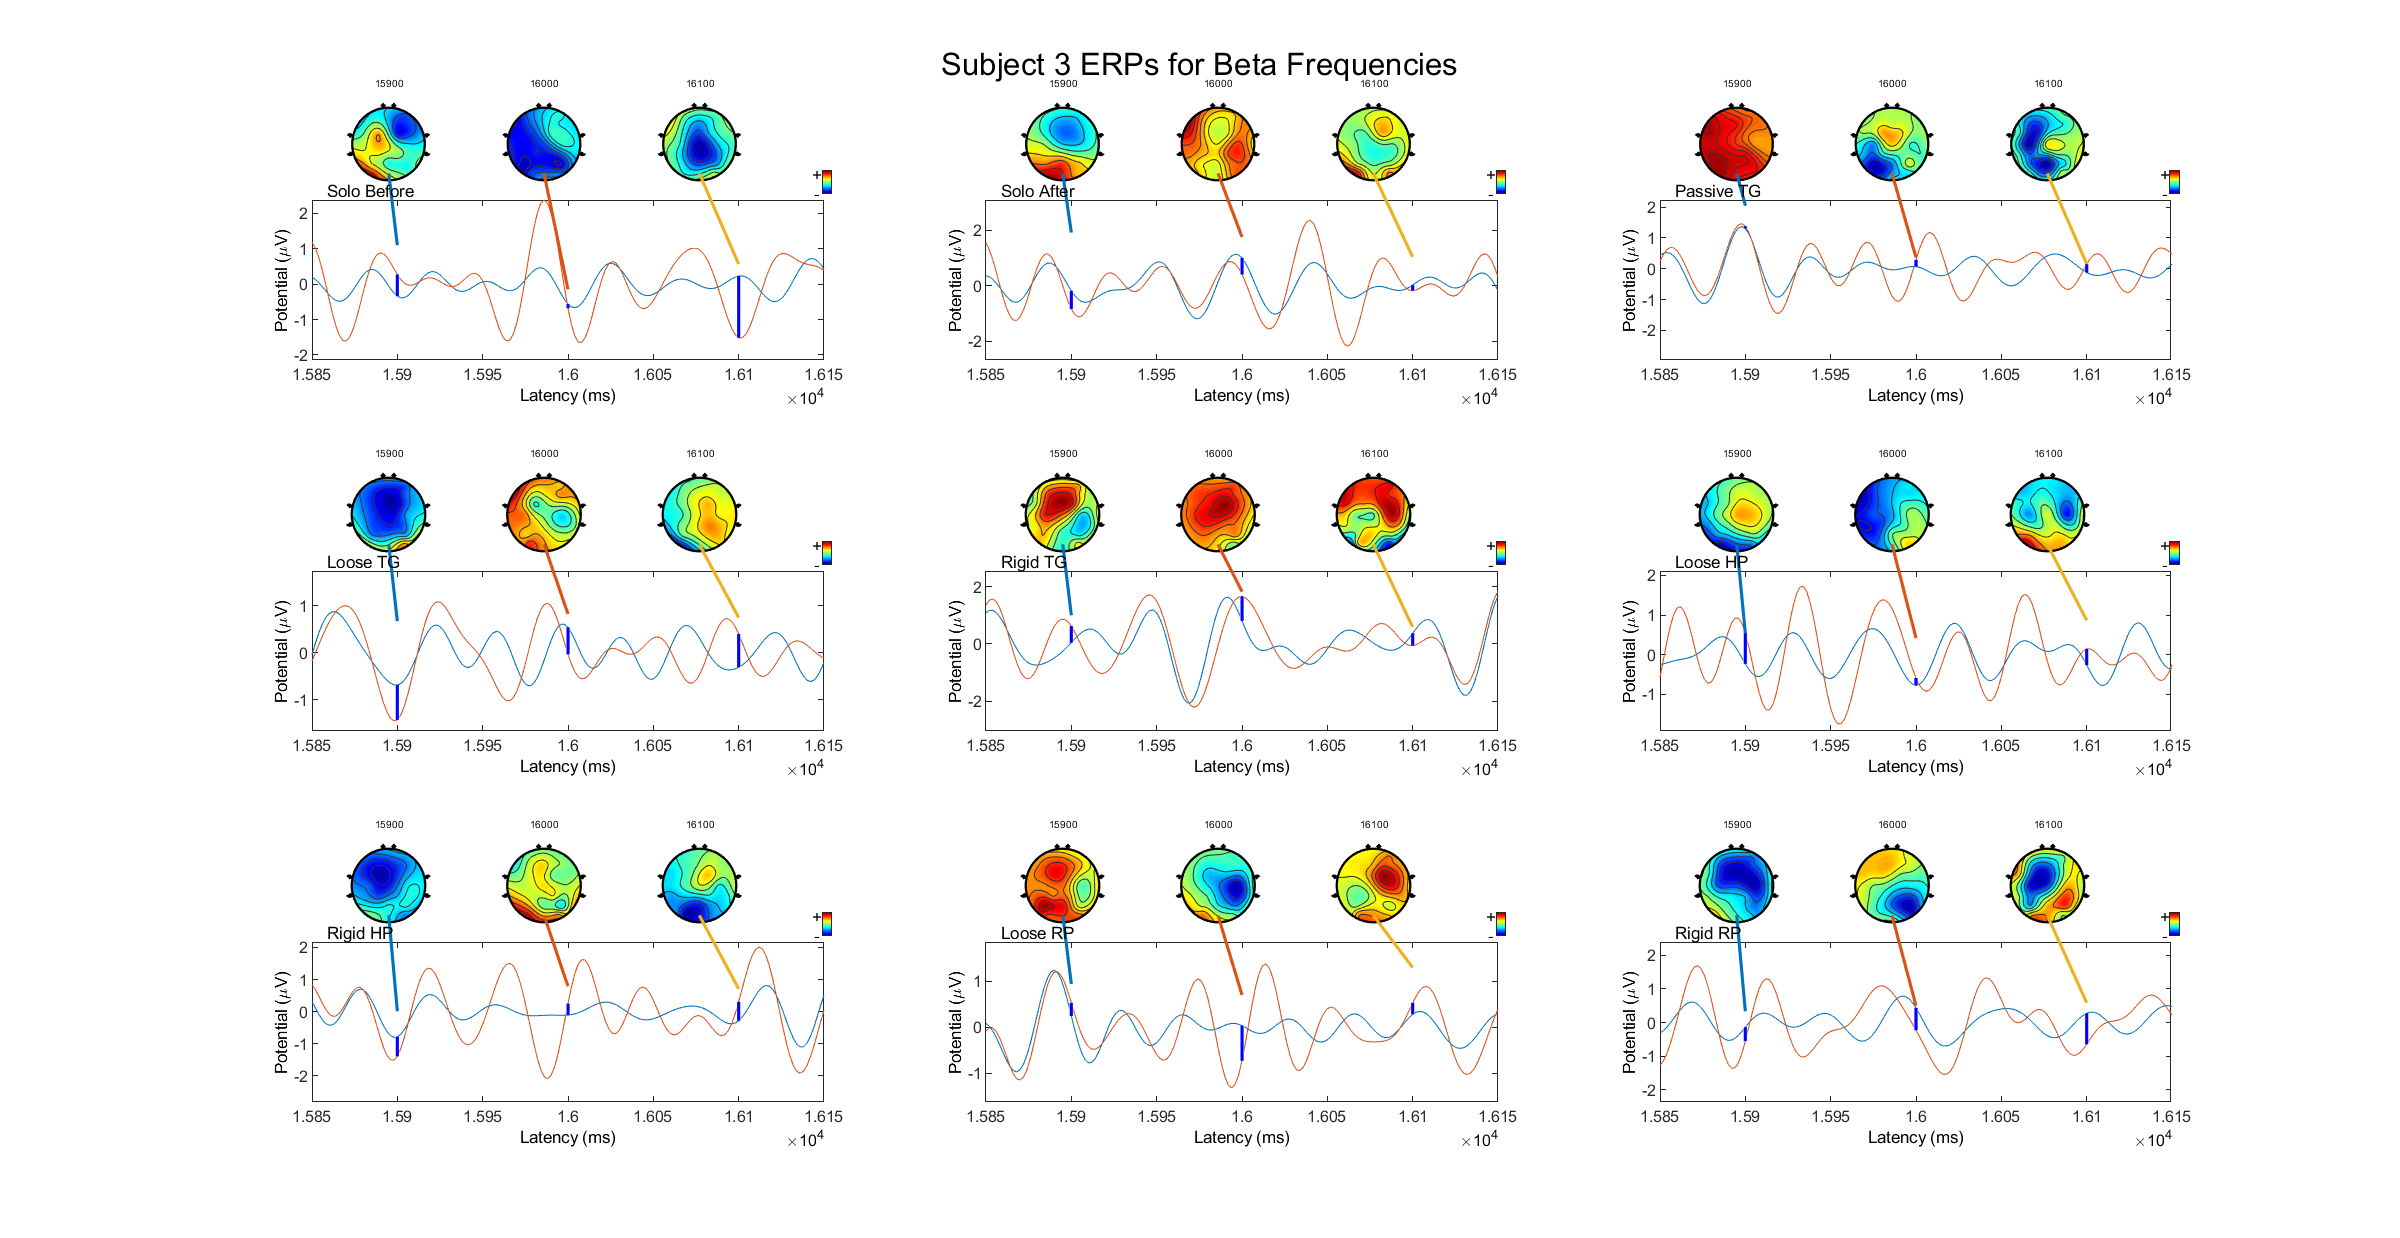 Subject 3 ERPs for Beta Frequencies
15900 16000 16100
+
-
Solo Before
Potential (μV)
2
1
0
-1
-2
1.585 1.59 1.595 1.6 1.605 1.61 1.615
Latency (ms)
×10^4
15900 16000 16100
+
-
Solo After
Potential (μV)
2
0
-2
1.585 1.59 1.595 1.6 1.605 1.61 1.615
Latency (ms)
×10^4
15900 16000 16100
+
-
Passive TG
Potential (μV)
2
1
0
-1
-2
1.585 1.59 1.595 1.6 1.605 1.61 1.615
Latency (ms)
×10^4
15900 16000 16100
+
-
Loose TG
Potential (μV)
1
0
-1
1.585 1.59 1.595 1.6 1.605 1.61 1.615
Latency (ms)
×10^4
15900 16000 16100
+
-
Rigid TG
Potential (μV)
2
0
-2
1.585 1.59 1.595 1.6 1.605 1.61 1.615
Latency (ms)
×10^4
15900 16000 16100
+
-
Loose HP
Potential (μV)
2
1
0
-1
1.585 1.59 1.595 1.6 1.605 1.61 1.615
Latency (ms)
×10^4
15900 16000 16100
+
-
Rigid HP
Potential (μV)
2
1
0
-1
-2
1.585 1.59 1.595 1.6 1.605 1.61 1.615
Latency (ms)
×10^4
15900 16000 16100
+
-
Loose RP
Potential (μV)
1
0
-1
1.585 1.59 1.595 1.6 1.605 1.61 1.615
Latency (ms)
×10^4
15900 16000 16100
+
-
Rigid RP
Potential (μV)
2
1
0
-1
-2
1.585 1.59 1.595 1.6 1.605 1.61 1.615
Latency (ms)
×10^4